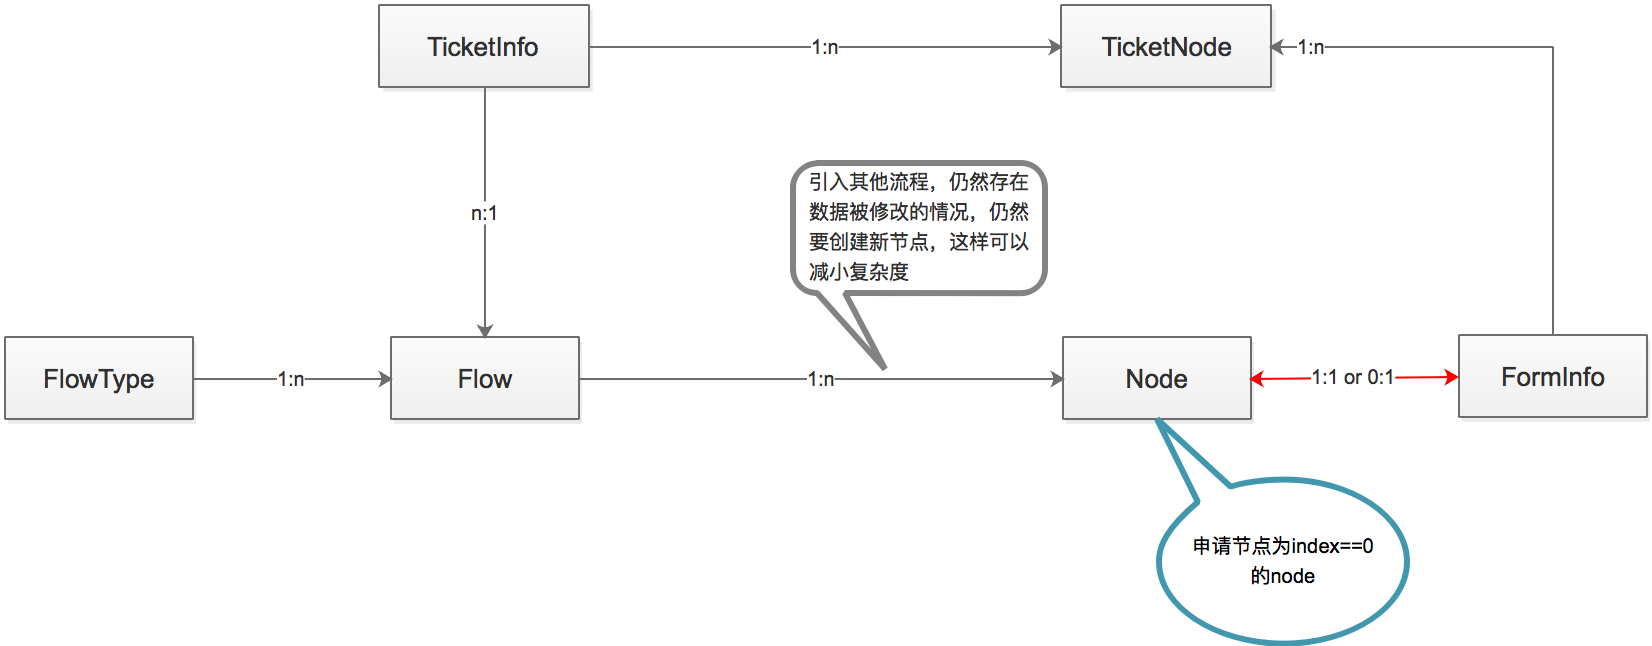 TicketInfo
1:n
TicketNode
1:n
n:1
引入其他流程，仍然存在
数据被修改的情况，仍然
要创建新节点，这样可以
减小复杂度
FlowType
1:n
Flow
1:n
Node
1:1 or 0:1
FormInfo
申请节点为index==0
的node